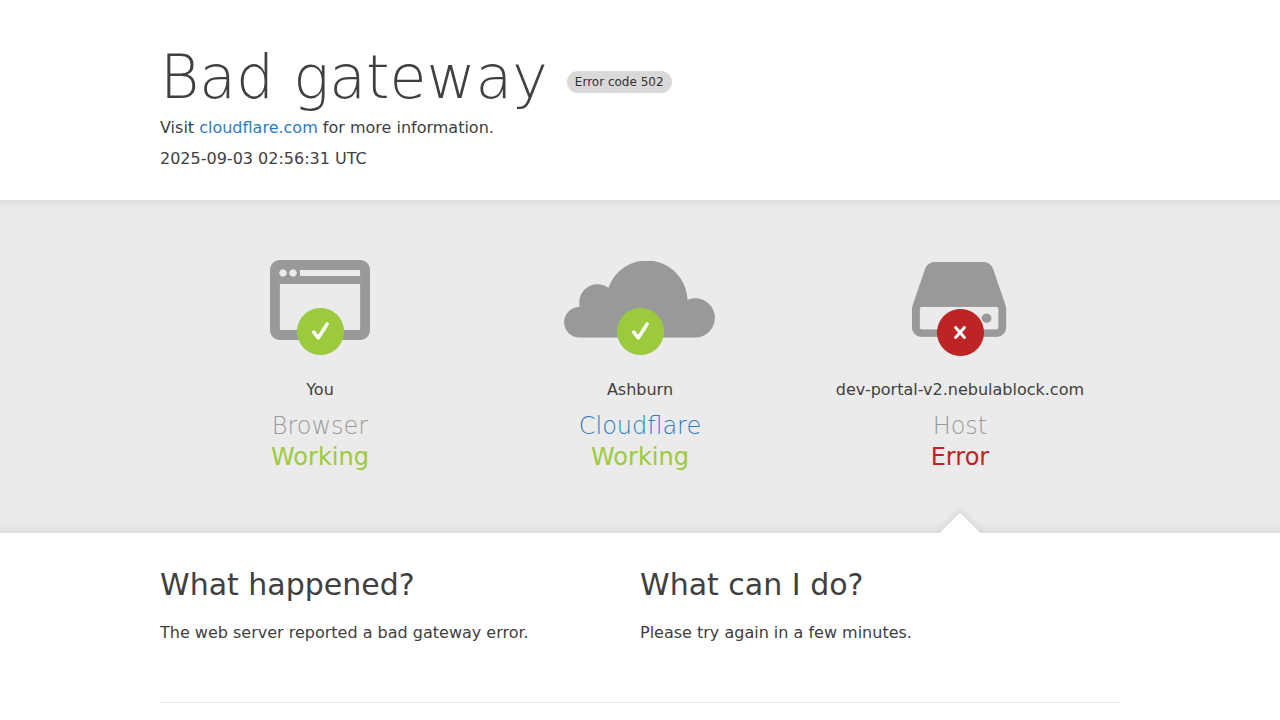 Bad gateway Error code 502
Visit cloudflare.com for more information.
2025-09-03 02:56:31 UTC
You
Browser
Working
Ashburn
Cloudflare
Working
dev-portal-v2.nebulablock.com
Host
Error
What happened?
The web server reported a bad gateway error.
What can I do?
Please try again in a few minutes.